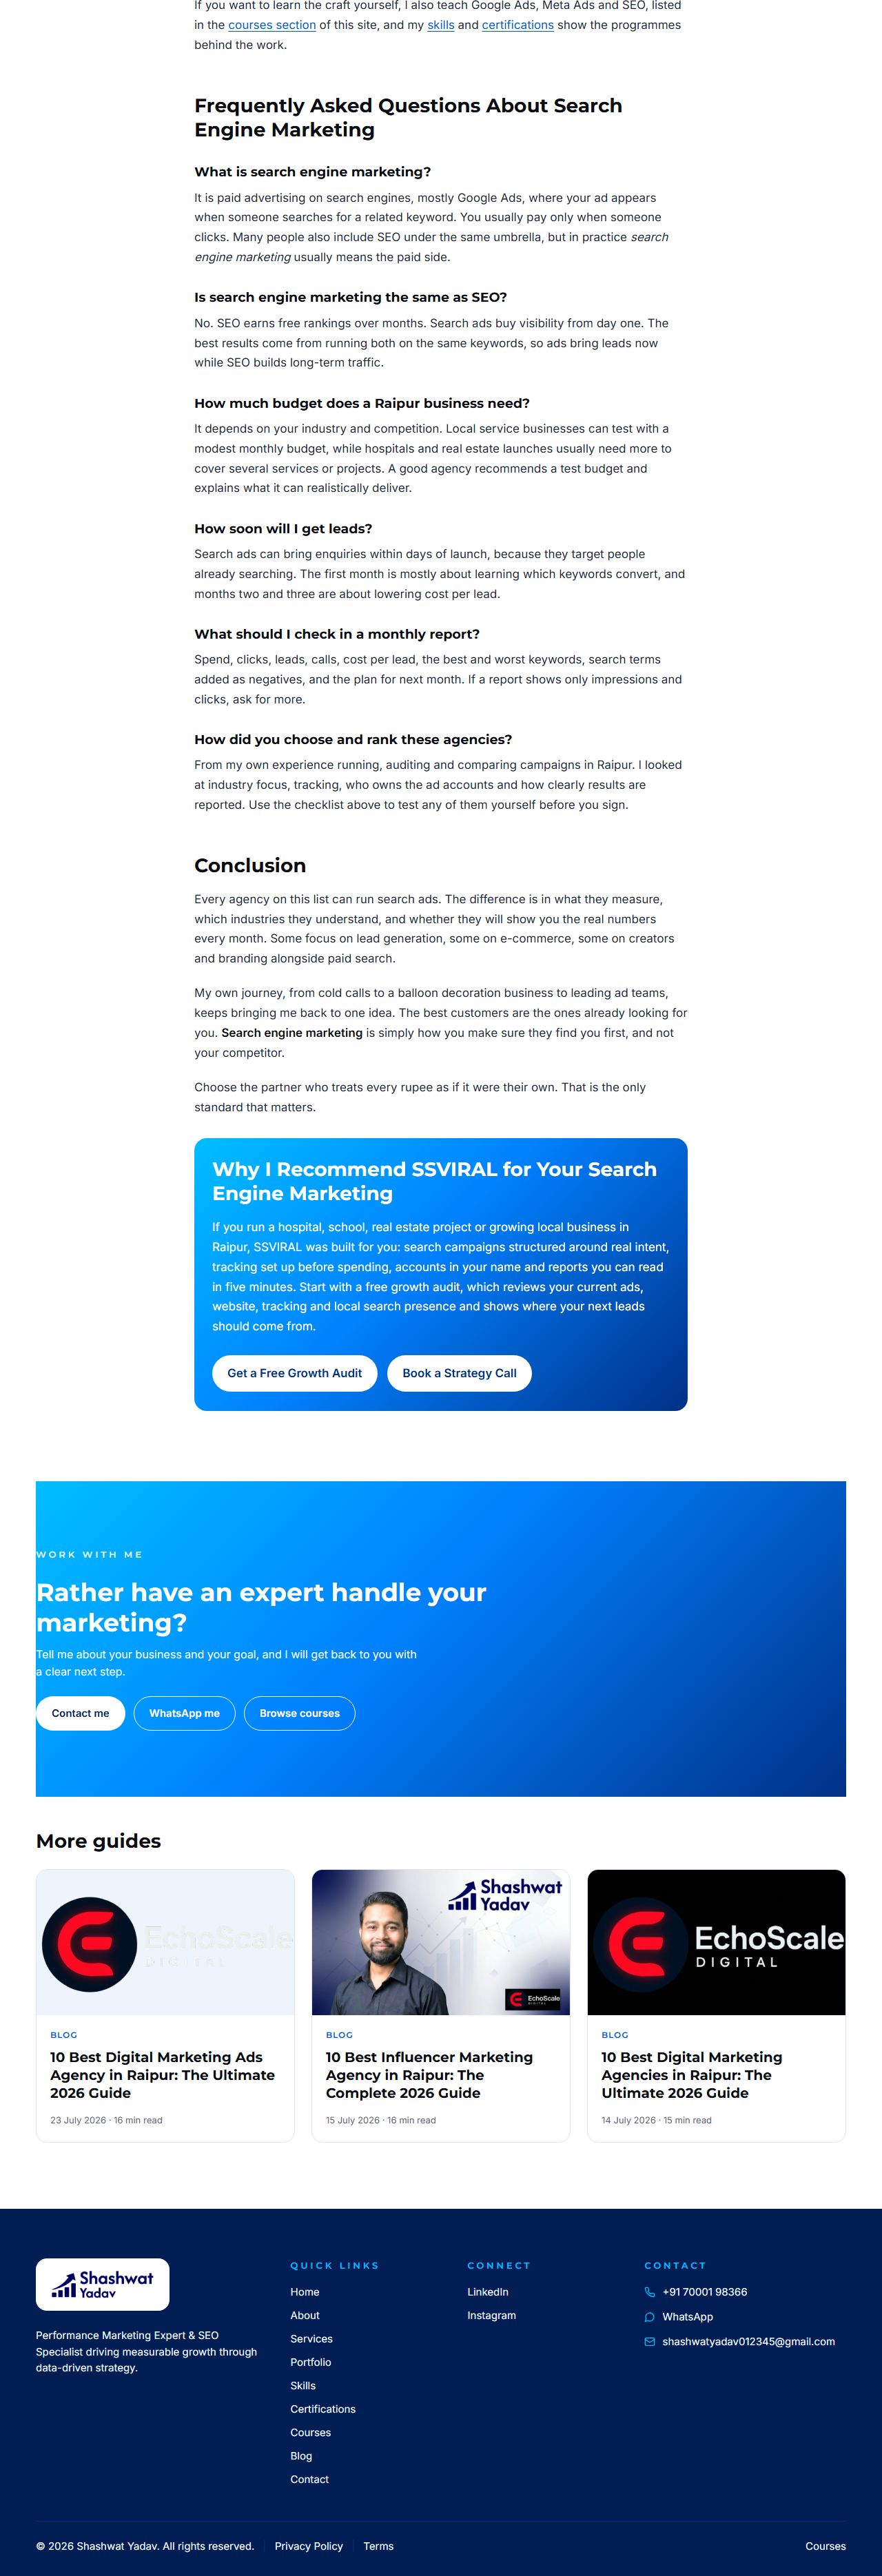 If you want to learn the craft yourself, I also teach Google Ads, Meta Ads and SEO, listed
in the courses section of this site, and my skills and certifications show the programmes
behind the work.
Frequently Asked Questions About Search
Engine Marketing
What is search engine marketing?
It is paid advertising on search engines, mostly Google Ads, where your ad appears
when someone searches for a related keyword. You usually pay only when someone
clicks. Many people also include SEO under the same umbrella, but in practice search
engine marketing usually means the paid side.
Is search engine marketing the same as SEO?
No. SEO earns free rankings over months. Search ads buy visibility from day one. The
best results come from running both on the same keywords, so ads bring leads now
while SEO builds long-term traffic.
How much budget does a Raipur business need?
It depends on your industry and competition. Local service businesses can test with a
modest monthly budget, while hospitals and real estate launches usually need more to
cover several services or projects. A good agency recommends a test budget and
explains what it can realistically deliver.
How soon will I get leads?
Search ads can bring enquiries within days of launch, because they target people
already searching. The first month is mostly about learning which keywords convert, and
months two and three are about lowering cost per lead.
What should I check in a monthly report?
Spend, clicks, leads, calls, cost per lead, the best and worst keywords, search terms
added as negatives, and the plan for next month. If a report shows only impressions and
clicks, ask for more.
How did you choose and rank these agencies?
From my own experience running, auditing and comparing campaigns in Raipur. I looked
at industry focus, tracking, who owns the ad accounts and how clearly results are
reported. Use the checklist above to test any of them yourself before you sign.
Conclusion
Every agency on this list can run search ads. The difference is in what they measure,
which industries they understand, and whether they will show you the real numbers
every month. Some focus on lead generation, some on e-commerce, some on creators
and branding alongside paid search.
My own journey, from cold calls to a balloon decoration business to leading ad teams,
keeps bringing me back to one idea. The best customers are the ones already looking for
you. Search engine marketing is simply how you make sure they find you first, and not
your competitor.
Choose the partner who treats every rupee as if it were their own. That is the only
standard that matters.
Why I Recommend SSVIRAL for Your Search
Engine Marketing
If you run a hospital, school, real estate project or growing local business in
Raipur, SSVIRAL was built for you: search campaigns structured around real intent,
tracking set up before spending, accounts in your name and reports you can read
in five minutes. Start with a free growth audit, which reviews your current ads,
website, tracking and local search presence and shows where your next leads
should come from.
Get a Free Growth Audit
Book a Strategy Call
WORK WITH ME
Rather have an expert handle your
marketing?
Tell me about your business and your goal, and I will get back to you with
a clear next step.
Contact me
WhatsApp me
Browse courses
More guides
EchoScale
DIGITAL
BLOG
10 Best Digital Marketing Ads
Agency in Raipur: The Ultimate
2026 Guide
23 July 2026 · 16 min read
Shashwat
Yadav
EchoScale
DIGITAL
BLOG
10 Best Influencer Marketing
Agency in Raipur: The
Complete 2026 Guide
15 July 2026 · 16 min read
EchoScale
DIGITAL
BLOG
10 Best Digital Marketing
Agencies in Raipur: The
Ultimate 2026 Guide
14 July 2026 · 15 min read
Shashwat
Yadav
Performance Marketing Expert & SEO
Specialist driving measurable growth through
data-driven strategy.
QUICK LINKS
Home
About
Services
Portfolio
Skills
Certifications
Courses
Blog
Contact
CONNECT
LinkedIn
Instagram
CONTACT
+91 70001 98366
WhatsApp
shashwatyadav012345@gmail.com
© 2026 Shashwat Yadav. All rights reserved.
Privacy Policy
Terms
Courses